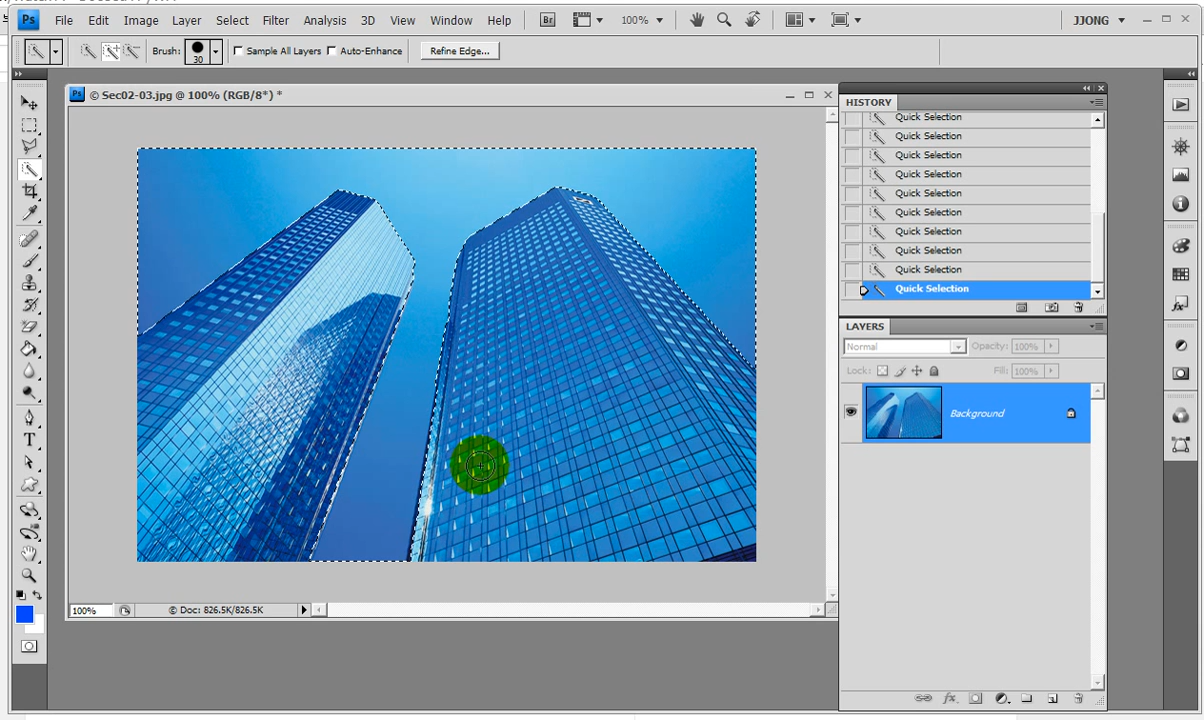 Ps File Edit Image Layer Select Filter Analysis 3D View Window Help Br 100% JJONG
Brush: 30 Sample All Layers Auto-Enhance Refine Edge...
Ps © Sec02-03.jpg @ 100% (RGB/8*) *
100% © Doc: 826.5K/826.5K
T
HISTORY
Quick Selection
Quick Selection
Quick Selection
Quick Selection
Quick Selection
Quick Selection
Quick Selection
Quick Selection
Quick Selection
Quick Selection
LAYERS
Normal Opacity: 100%
Lock: Fill: 100%
Background
fx